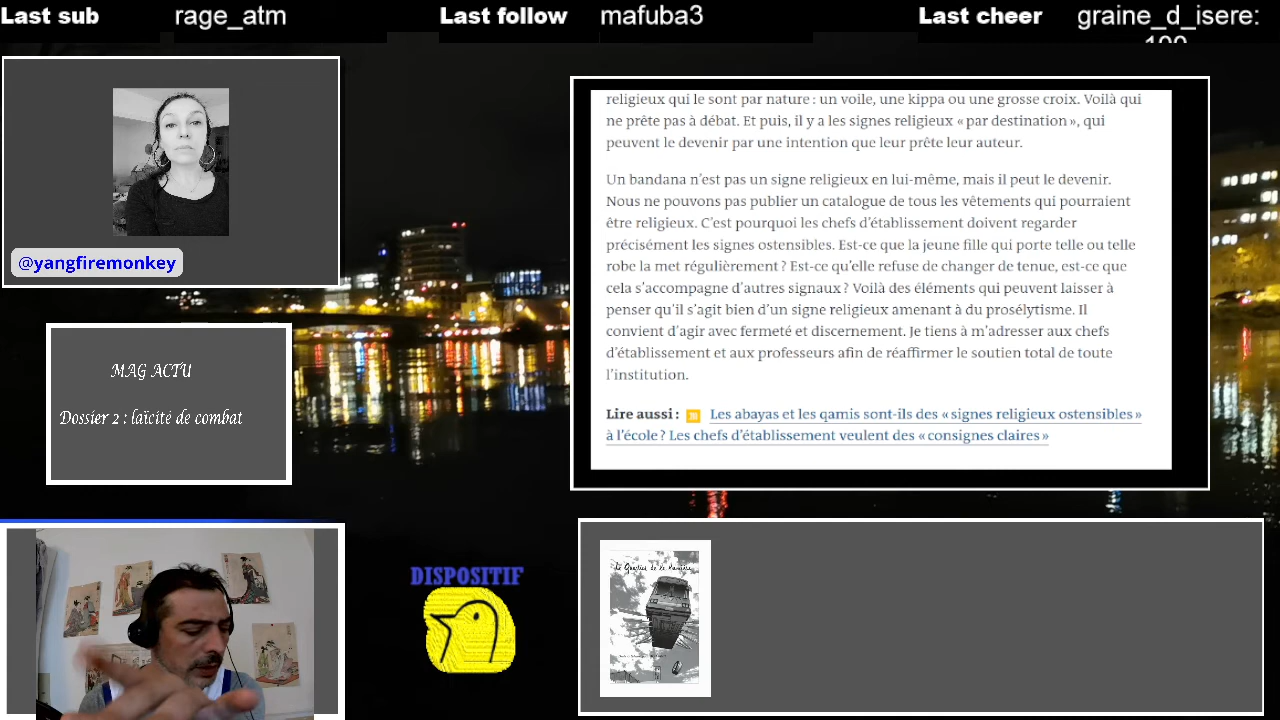 Last sub
rage_atm
Last follow
mafuba3
Last cheer
graine_d_isere:
100
religieux qui le sont par nature : un voile, une kippa ou une grosse croix. Voilà qui
ne prête pas à débat. Et puis, il y a les signes religieux « par destination », qui
peuvent le devenir par une intention que leur prête leur auteur.
Un bandana n’est pas un signe religieux en lui-même, mais il peut le devenir.
Nous ne pouvons pas publier un catalogue de tous les vêtements qui pourraient
être religieux. C’est pourquoi les chefs d’établissement doivent regarder
précisément les signes ostensibles. Est-ce que la jeune fille qui porte telle ou telle
robe la met régulièrement ? Est-ce qu’elle refuse de changer de tenue, est-ce que
cela s’accompagne d’autres signaux ? Voilà des éléments qui peuvent laisser à
penser qu’il s’agit bien d’un signe religieux amenant à du prosélytisme. Il
convient d’agir avec fermeté et discernement. Je tiens à m’adresser aux chefs
d’établissement et aux professeurs afin de réaffirmer le soutien total de toute
l’institution.
Lire aussi : Les abayas et les qamis sont-ils des « signes religieux ostensibles »
à l’école ? Les chefs d’établissement veulent des « consignes claires »
@yangfiremonkey
MAG ACTU
Dossier 2 : laïcité de combat
DISPOSITIF